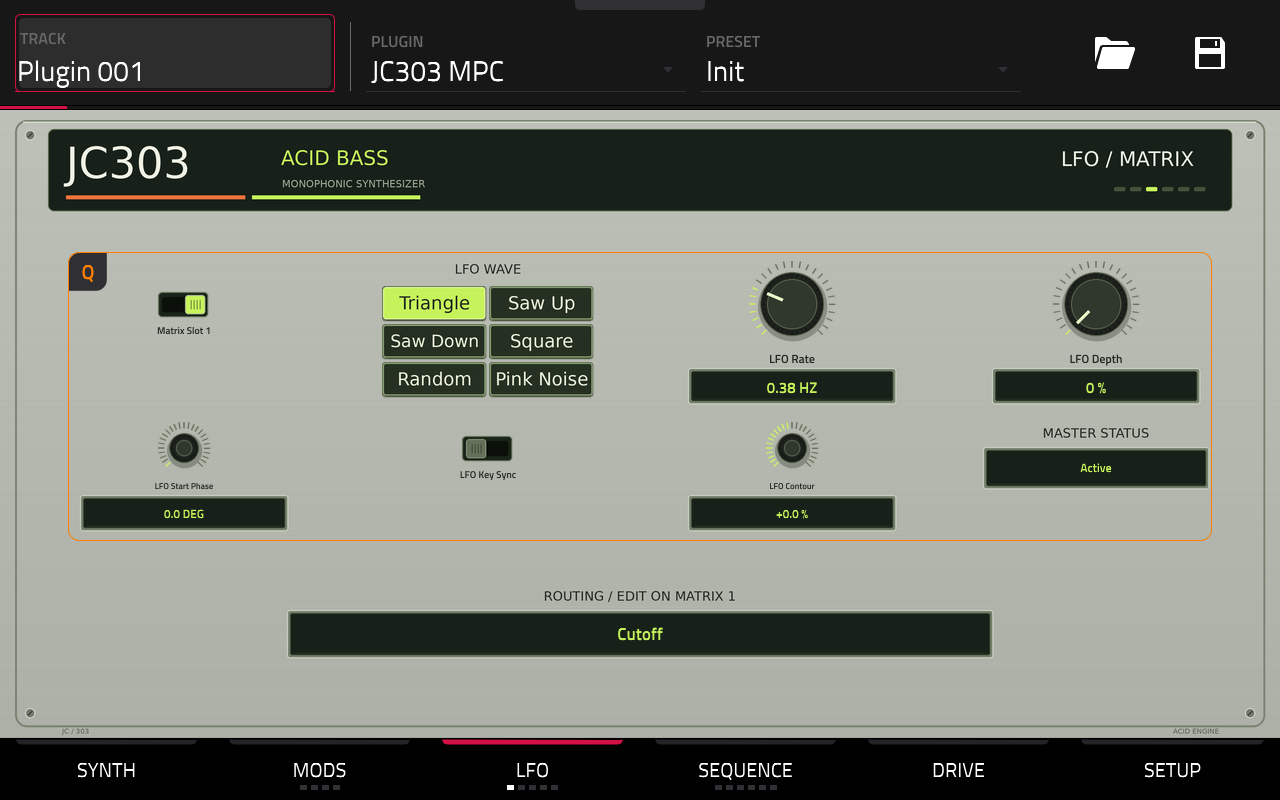 TRACK
Plugin 001
PLUGIN
JC303 MPC
PRESET
Init
JC303
ACID BASS
MONOPHONIC SYNTHESIZER
LFO / MATRIX
Q
Matrix Slot 1
LFO WAVE
Triangle
Saw Up
Saw Down
Square
Random
Pink Noise
LFO Rate
0.38 HZ
LFO Depth
0 %
LFO Start Phase
0.0 DEG
LFO Key Sync
LFO Contour
+0.0 %
MASTER STATUS
Active
ROUTING / EDIT ON MATRIX 1
Cutoff
JC / 303
ACID ENGINE
SYNTH
MODS
LFO
SEQUENCE
DRIVE
SETUP